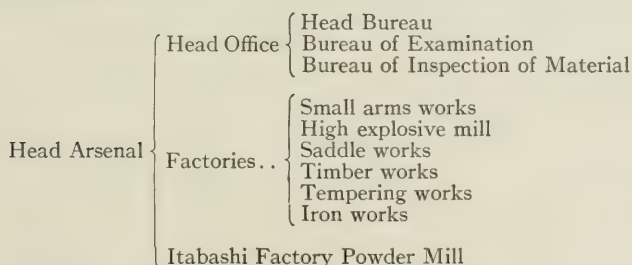 Head Bureau
Head Office
Bureau of Examination
Bureau of Inspection of Material
Small arms works
High explosive mill
Saddle works
Head Arsenal
Factories..
Timber works
Tempering works
Iron works
Itabashi Factory Powder Mill